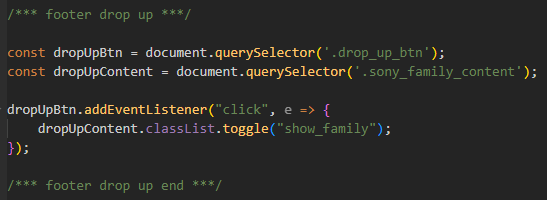 /*** footer drop up ***/
const dropUpBtn = document.querySelector('.drop_up_btn');
const dropUpContent = document.querySelector('.sony_family_content');
dropUpBtn.addEventListener("click", e => {
dropUpContent.classList.toggle("show_family");
});
/*** footer drop up end ***/